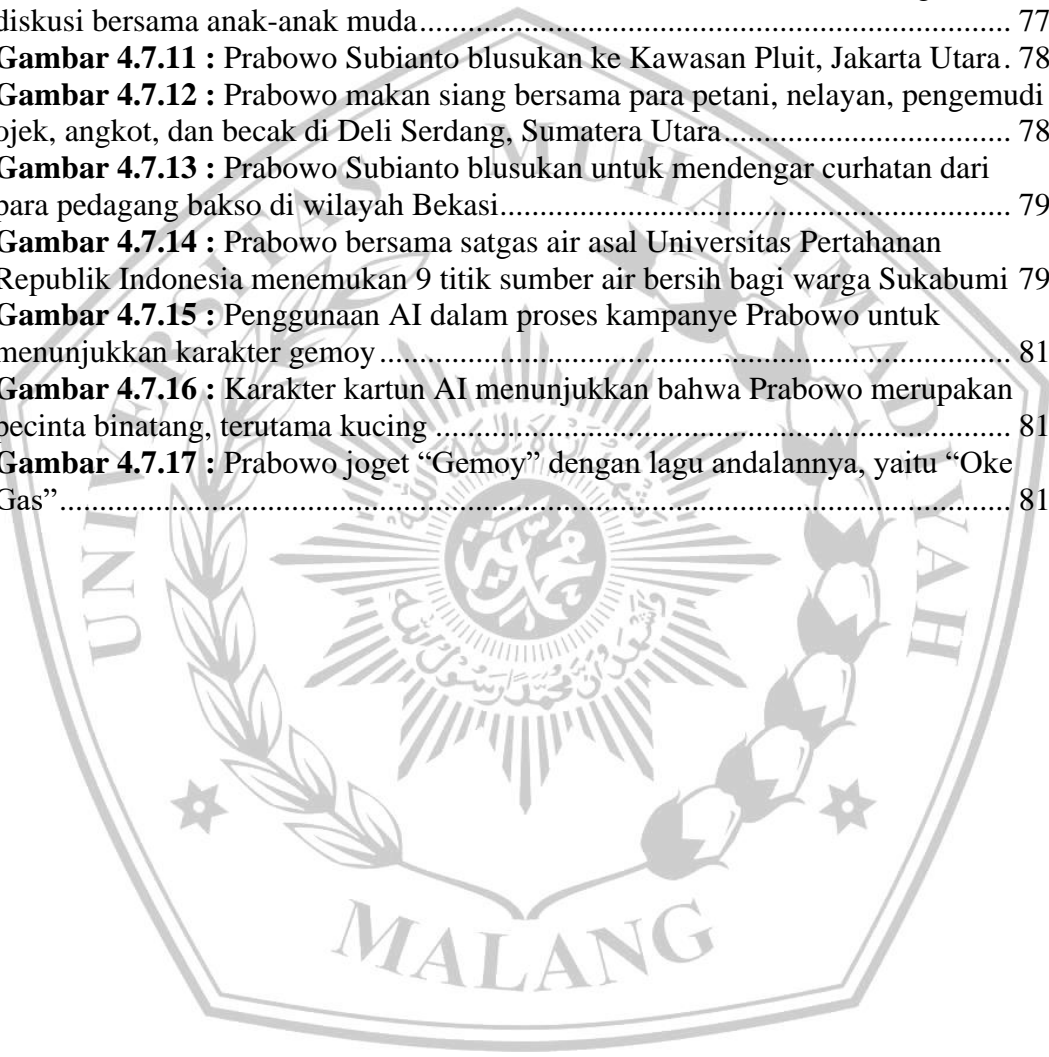 diskusi bersama anak-anak muda.......................................................................... 77
Gambar 4.7.11 : Prabowo Subianto blusukan ke Kawasan Pluit, Jakarta Utara. 78
Gambar 4.7.12 : Prabowo makan siang bersama para petani, nelayan, pengemudi
ojek, angkot, dan becak di Deli Serdang, Sumatera Utara.................................... 78
Gambar 4.7.13 : Prabowo Subianto blusukan untuk mendengar curhatan dari
para pedagang bakso di wilayah Bekasi................................................................ 79
Gambar 4.7.14 : Prabowo bersama satgas air asal Universitas Pertahanan
Republik Indonesia menemukan 9 titik sumber air bersih bagi warga Sukabumi 79
Gambar 4.7.15 : Penggunaan AI dalam proses kampanye Prabowo untuk
menunjukkan karakter gemoy............................................................................... 81
Gambar 4.7.16 : Karakter kartun AI menunjukkan bahwa Prabowo merupakan
pecinta binatang, terutama kucing ........................................................................ 81
Gambar 4.7.17 : Prabowo joget “Gemoy” dengan lagu andalannya, yaitu “Oke
Gas”....................................................................................................................... 81
UNIVERSITAS MUHAMMADIYAH
MALANG